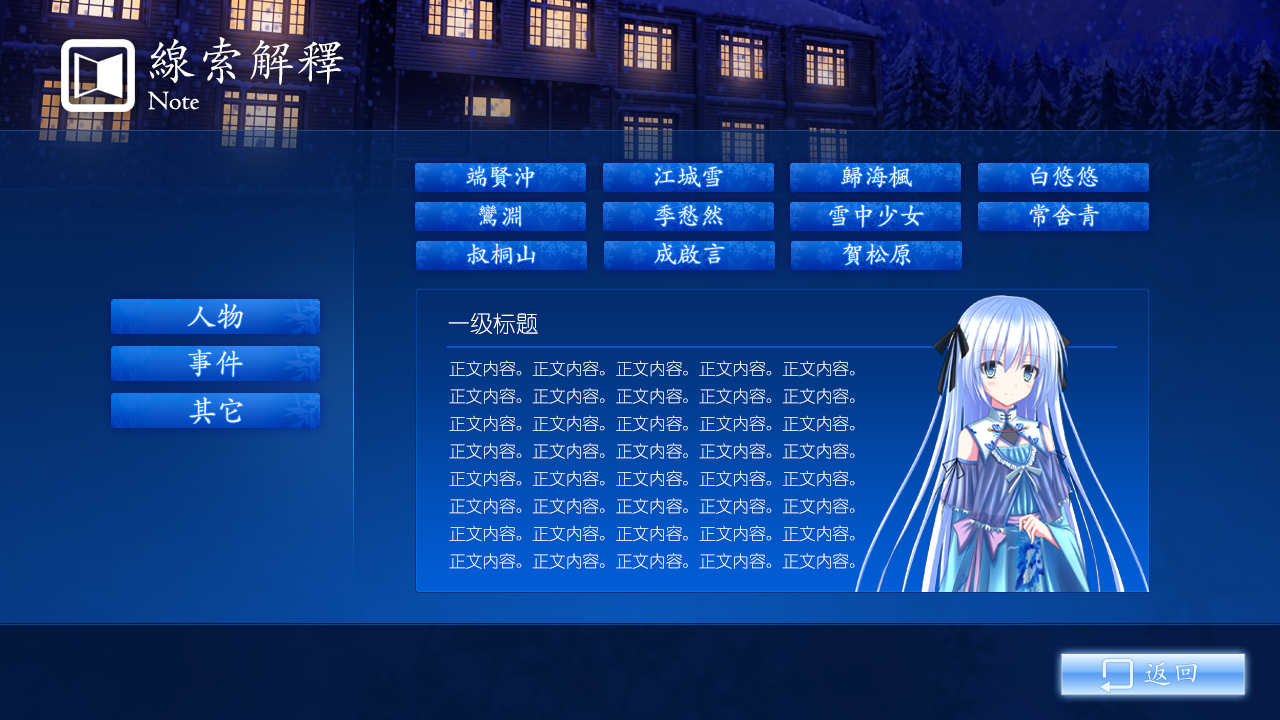 線索解釋
Note
端賢沖 江城雪 歸海楓 白悠悠
鸞淵 季愁然 雪中少女 常舍青
叔桐山 成啟言 賀松原
人物
事件
其它
一级标题
正文内容。正文内容。正文内容。正文内容。正文内容。
正文内容。正文内容。正文内容。正文内容。正文内容。
正文内容。正文内容。正文内容。正文内容。正文内容。
正文内容。正文内容。正文内容。正文内容。正文内容。
正文内容。正文内容。正文内容。正文内容。正文内容。
正文内容。正文内容。正文内容。正文内容。正文内容。
正文内容。正文内容。正文内容。正文内容。正文内容。
正文内容。正文内容。正文内容。正文内容。正文内容。
返回